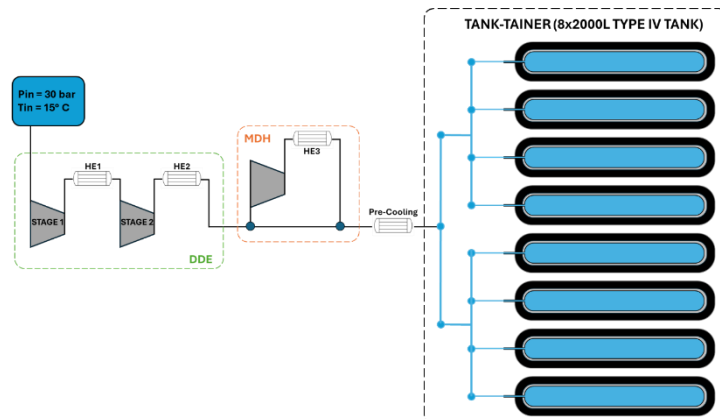 TANK-TAINER (8x2000L TYPE IV TANK)
Pin = 30 bar
Tin = 15º C
MDH
HE3
HE1
HE2
STAGE 1
STAGE 2
Pre-Cooling
DDE